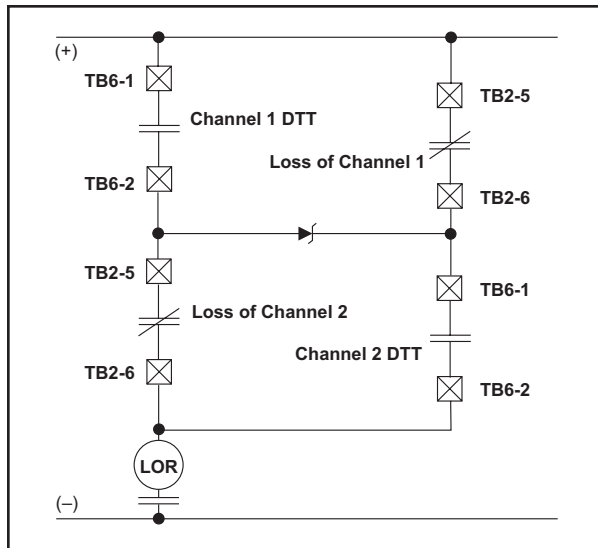 (+)
TB6-1
Channel 1 DTT
TB6-2
TB2-5
Loss of Channel 1
TB2-6
TB2-5
Loss of Channel 2
TB2-6
TB6-1
Channel 2 DTT
TB6-2
LOR
(–)